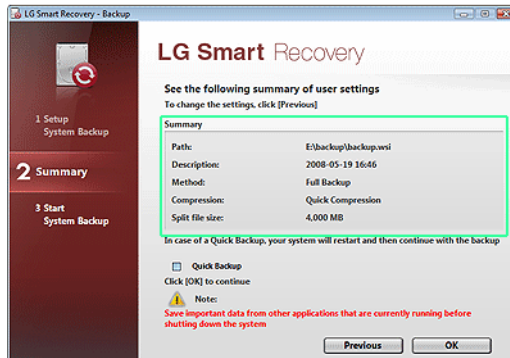 LG Smart Recovery - Backup
LG Smart Recovery
See the following summary of user settings
To change the settings, click [Previous]
1 Setup
System Backup
2 Summary
3 Start
System Backup
Summary
Path: E:\backup\backup.wsi
Description: 2008-05-19 16:46
Method: Full Backup
Compression: Quick Compression
Split file size: 4,000 MB
In case of a Quick Backup, your system will restart and then continue with the backup
Quick Backup
Click [OK] to continue
Note:
Save important data from other applications that are currently running before
shutting down the system
Previous OK